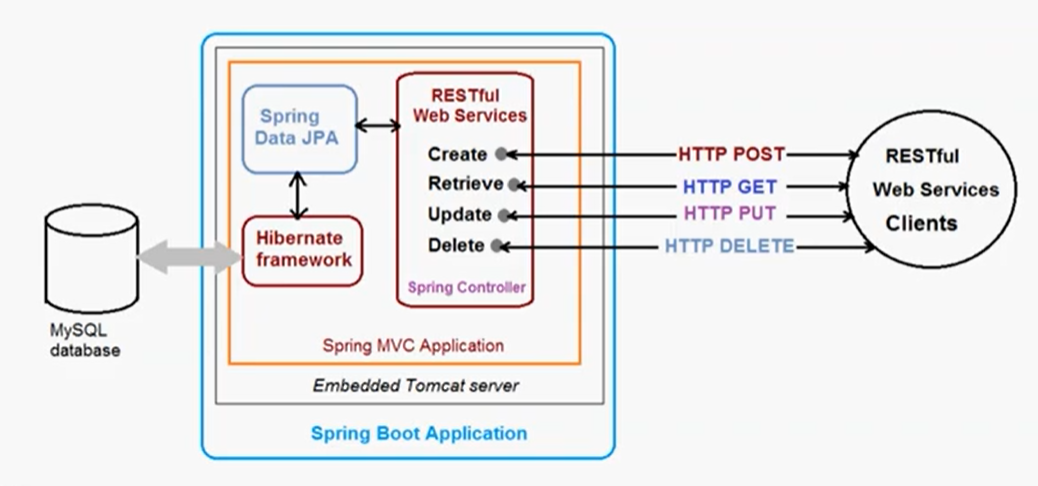 MySQL
database
Spring
Data JPA
Hibernate
framework
RESTful
Web Services
Create
Retrieve
Update
Delete
Spring Controller
Spring MVC Application
Embedded Tomcat server
Spring Boot Application
HTTP POST
HTTP GET
HTTP PUT
HTTP DELETE
RESTful
Web Services
Clients